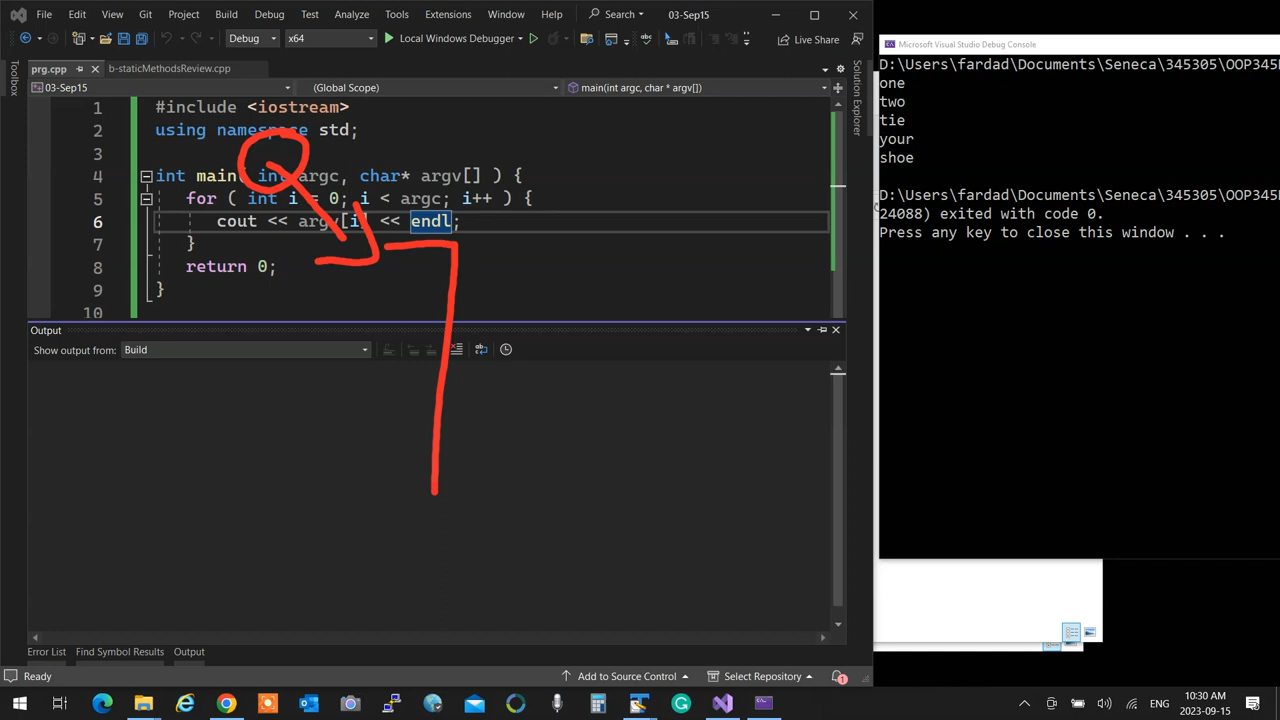 File Edit View Git Project Build Debug Test Analyze Tools Extensions Window Help Search 03-Sep15
Debug x64 Local Windows Debugger Live Share
Toolbox
prg.cpp b-staticMethodsReview.cpp
03-Sep15 (Global Scope) main(int argc, char * argv[])
1 #include <iostream>
2 using namespace std;
3
4 int main( int argc, char* argv[] ) {
5 for ( int i = 0; i < argc; i++ ) {
6 cout << argv[i] << endl;
7 }
8 return 0;
9 }
10
Solution Explorer
Output
Show output from: Build
Error List Find Symbol Results Output
Ready Add to Source Control Select Repository 1
Microsoft Visual Studio Debug Console
D:\Users\fardad\Documents\Seneca\345305\OOP345
one
two
tie
your
shoe
D:\Users\fardad\Documents\Seneca\345305\OOP345
24088) exited with code 0.
Press any key to close this window . . .
ENG 10:30 AM
2023-09-15